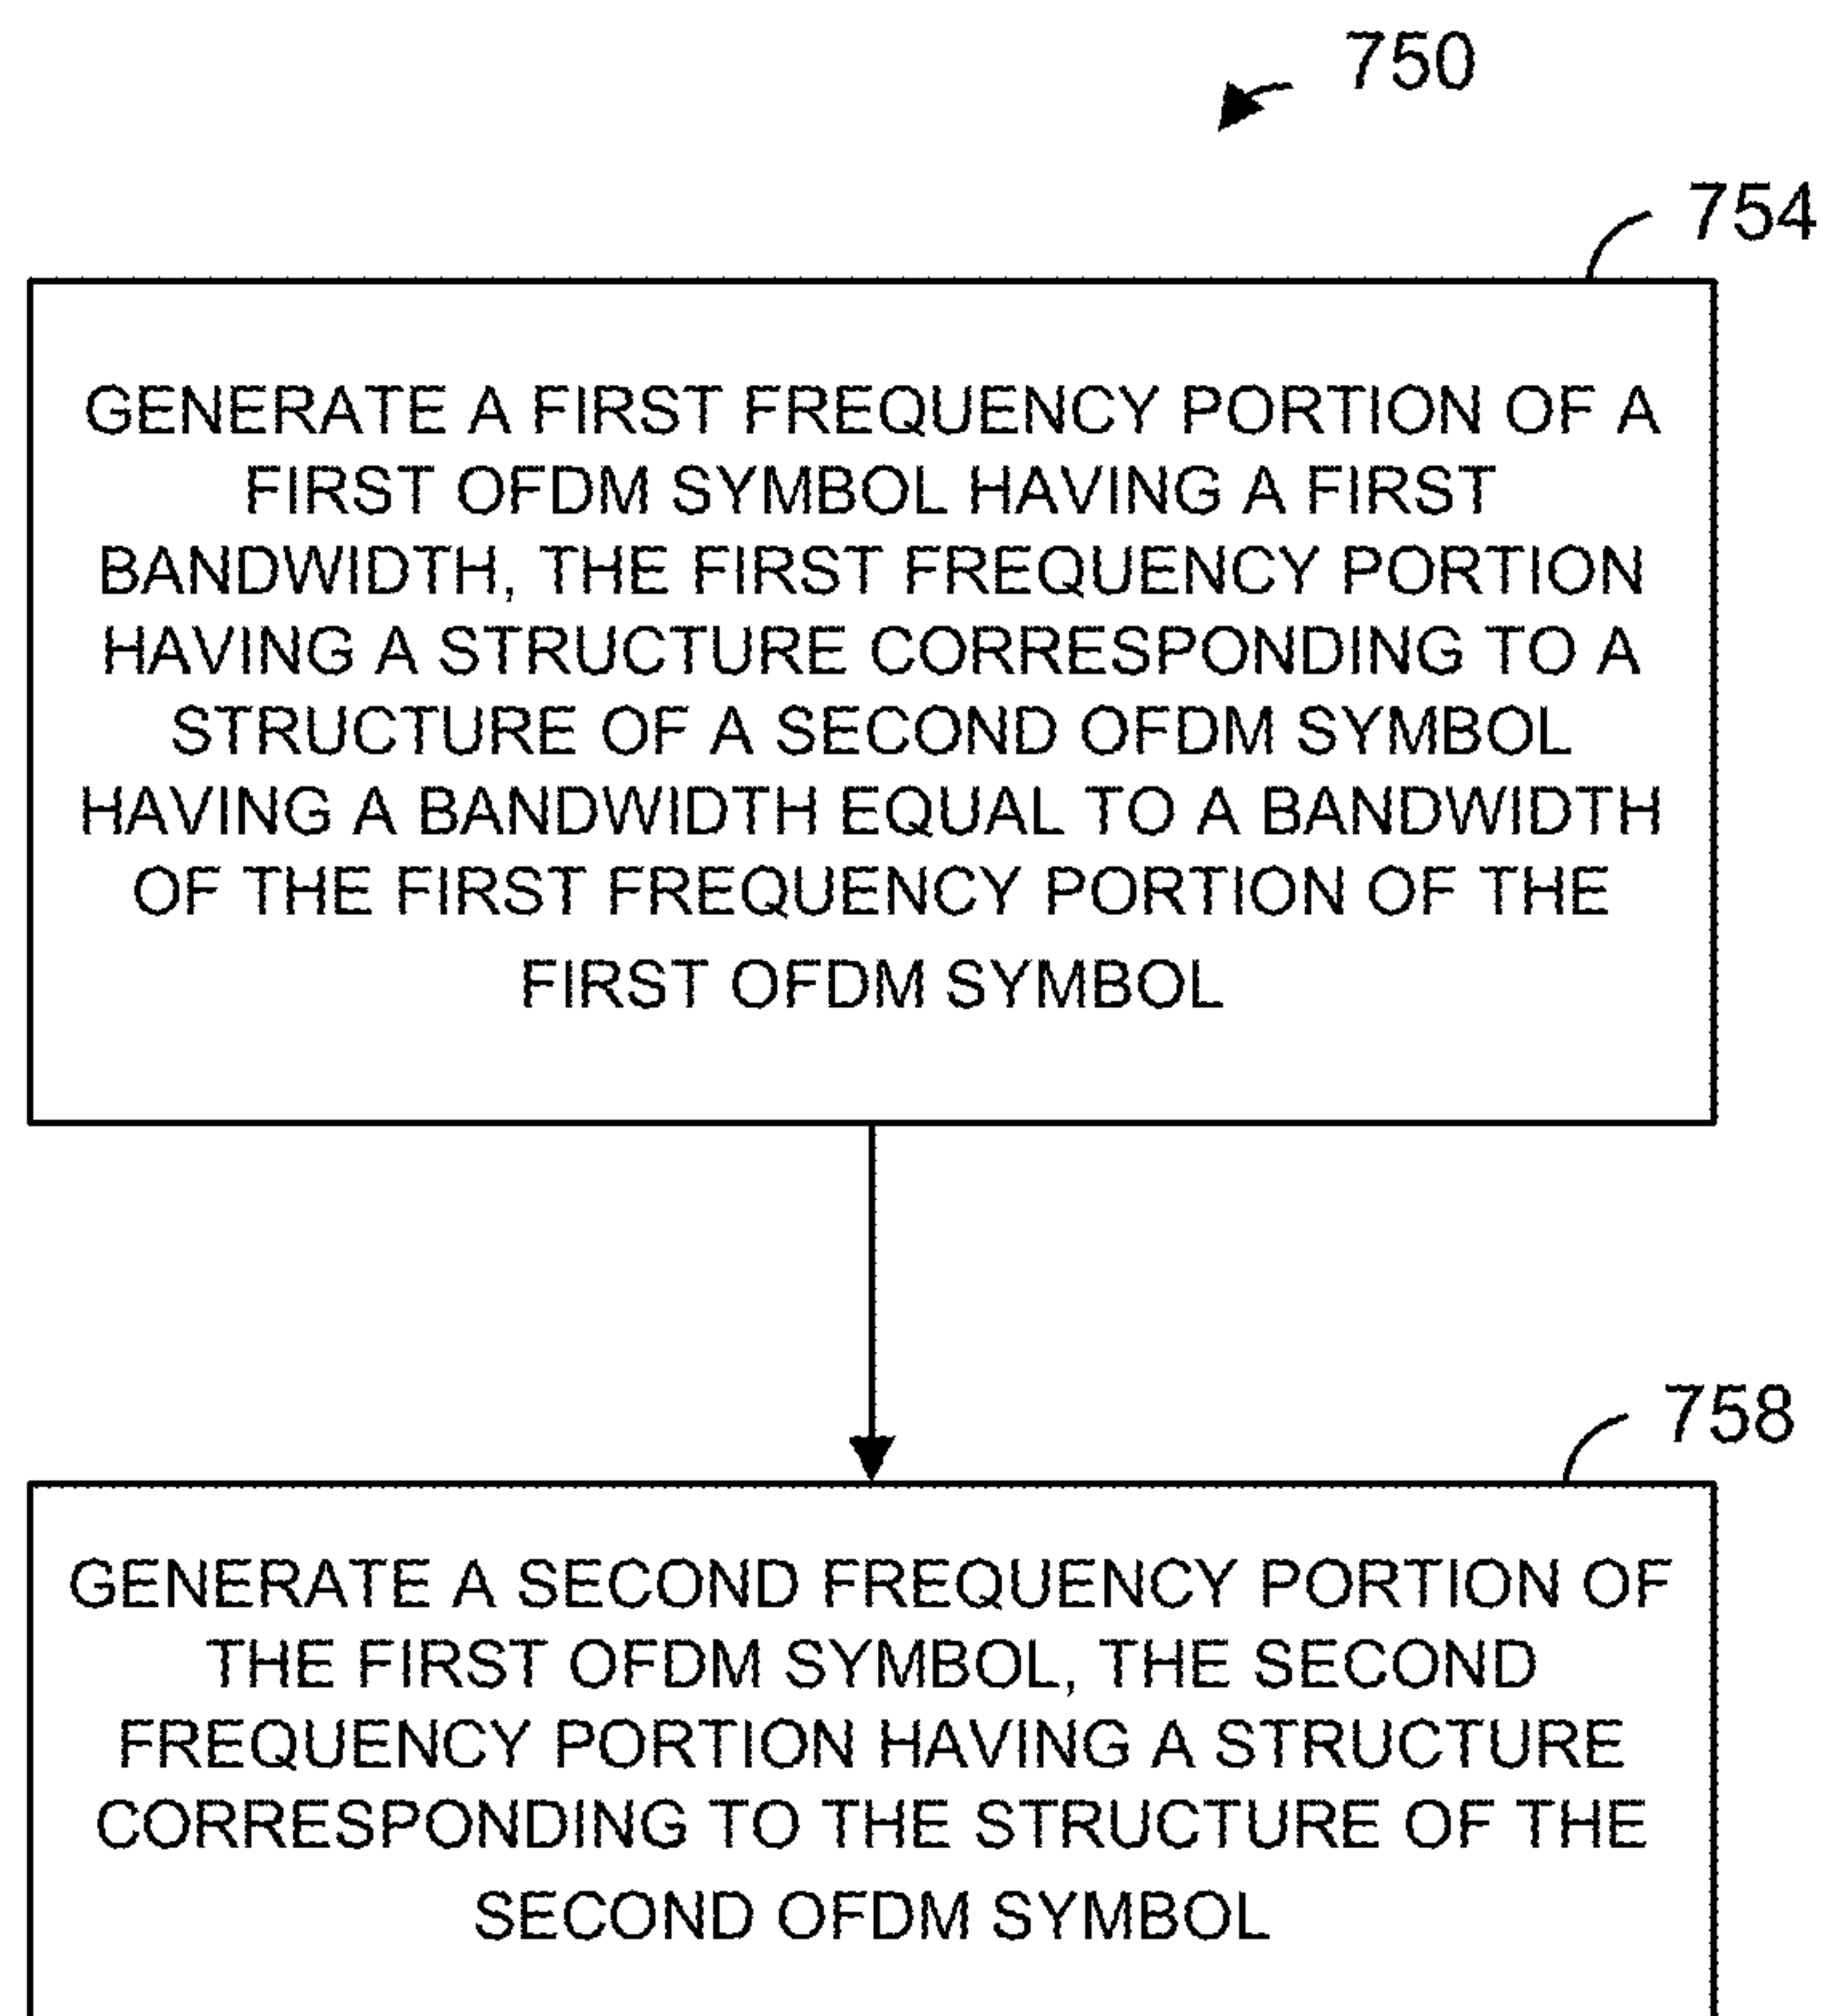 750
754
GENERATE A FIRST FREQUENCY PORTION OF A
FIRST OFDM SYMBOL HAVING A FIRST
BANDWIDTH, THE FIRST FREQUENCY PORTION
HAVING A STRUCTURE CORRESPONDING TO A
STRUCTURE OF A SECOND OFDM SYMBOL
HAVING A BANDWIDTH EQUAL TO A BANDWIDTH
OF THE FIRST FREQUENCY PORTION OF THE
FIRST OFDM SYMBOL
758
GENERATE A SECOND FREQUENCY PORTION OF
THE FIRST OFDM SYMBOL, THE SECOND
FREQUENCY PORTION HAVING A STRUCTURE
CORRESPONDING TO THE STRUCTURE OF THE
SECOND OFDM SYMBOL